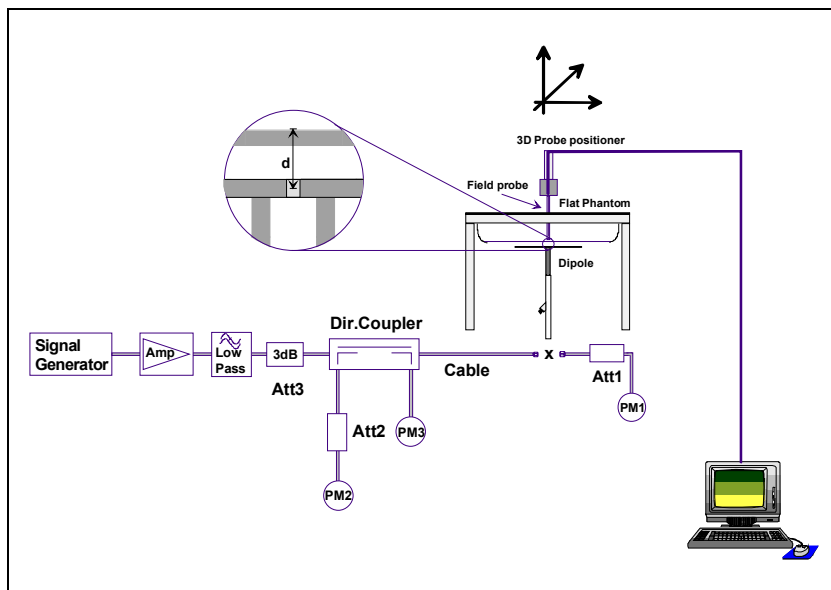 3D Probe positioner
d
Field probe
Flat Phantom
Dipole
Dir.Coupler
Signal
Generator
Amp
Low
Pass
3dB
Cable
x
Att1
Att3
Att2
PM3
PM1
PM2